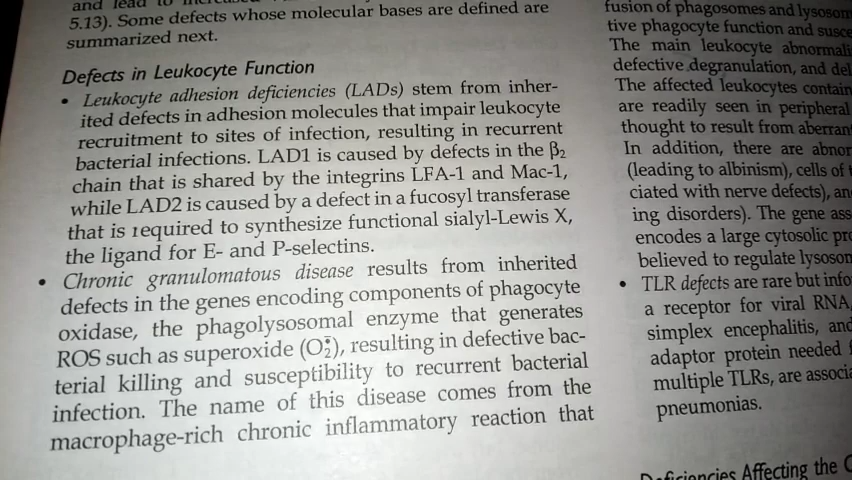 and lead to
5.13). Some defects whose molecular bases are defined are
summarized next.
Defects in Leukocyte Function
• Leukocyte adhesion deficiencies (LADs) stem from inher-
ited defects in adhesion molecules that impair leukocyte
recruitment to sites of infection, resulting in recurrent
bacterial infections. LAD1 is caused by defects in the β₂
chain that is shared by the integrins LFA-1 and Mac-1,
while LAD2 is caused by a defect in a fucosyl transferase
that is required to synthesize functional sialyl-Lewis X,
the ligand for E- and P-selectins.
• Chronic granulomatous disease results from inherited
defects in the genes encoding components of phagocyte
oxidase, the phagolysosomal enzyme that generates
ROS such as superoxide (O₂•̄), resulting in defective bac-
terial killing and susceptibility to recurrent bacterial
infection. The name of this disease comes from the
macrophage-rich chronic inflammatory reaction that
fusion of phagosomes and lysosom
tive phagocyte function and susce
The main leukocyte abnormali
defective degranulation, and del
The affected leukocytes contain
are readily seen in peripheral
thought to result from aberran
In addition, there are abnor
(leading to albinism), cells of
ciated with nerve defects), an
ing disorders). The gene ass
encodes a large cytosolic pro
believed to regulate lysosom
• TLR defects are rare but info
a receptor for viral RNA,
simplex encephalitis, and
adaptor protein needed
multiple TLRs, are associa
pneumonias.
Deficiencies Affecting the C